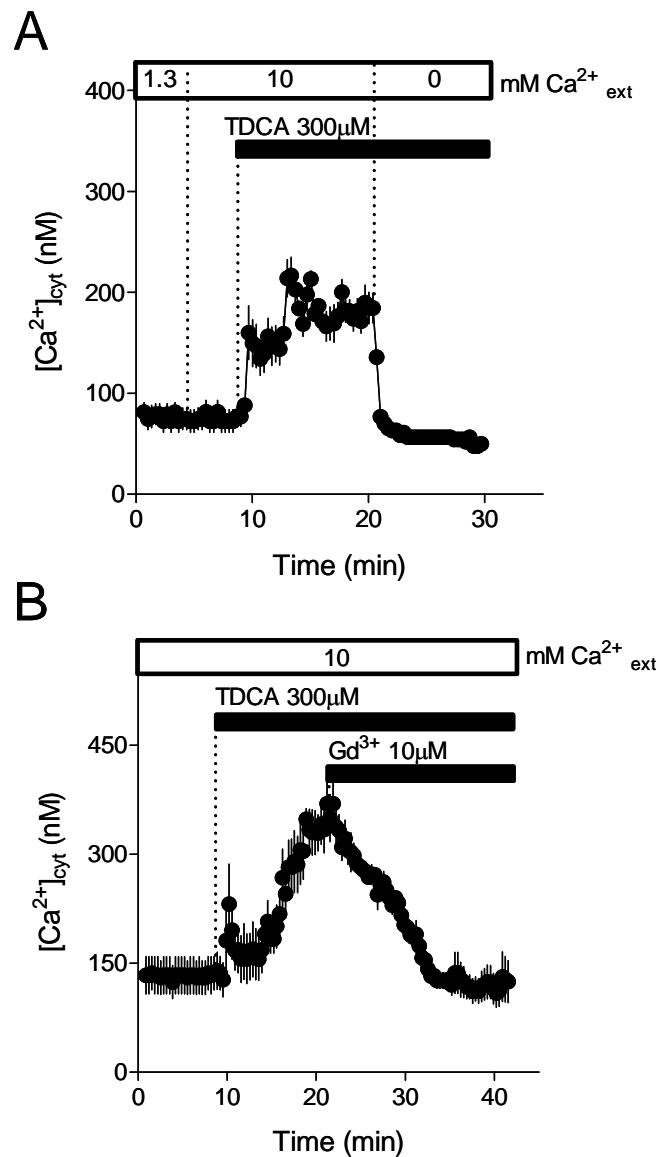 A
1.3 10 0 mM Ca²⁺ ext
TDCA 300μM
400
300
200
100
0
[Ca²⁺]cyt (nM)
0 10 20 30
Time (min)
B
10 mM Ca²⁺ ext
TDCA 300μM
Gd³⁺ 10μM
450
300
150
0
[Ca²⁺]cyt (nM)
0 10 20 30 40
Time (min)